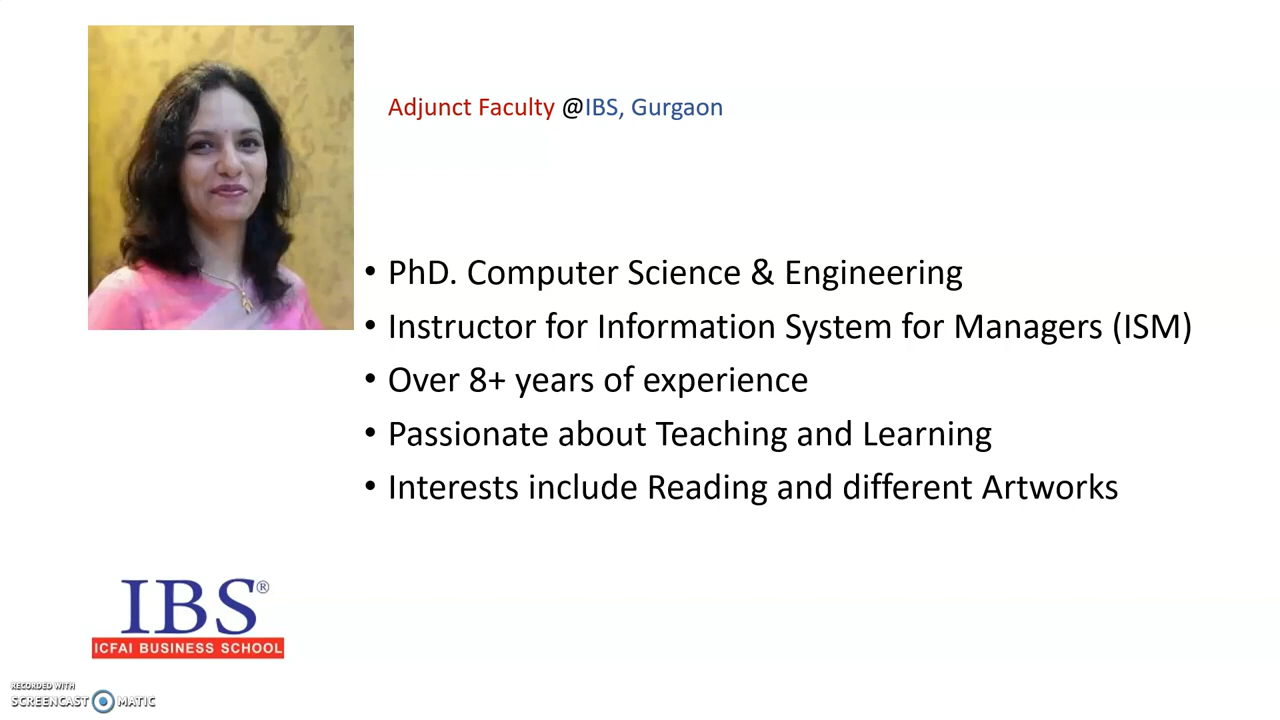 Adjunct Faculty @IBS, Gurgaon
• PhD. Computer Science & Engineering
• Instructor for Information System for Managers (ISM)
• Over 8+ years of experience
• Passionate about Teaching and Learning
• Interests include Reading and different Artworks
IBS®
ICFAI BUSINESS SCHOOL
RECORDED WITH
SCREENCAST MATIC